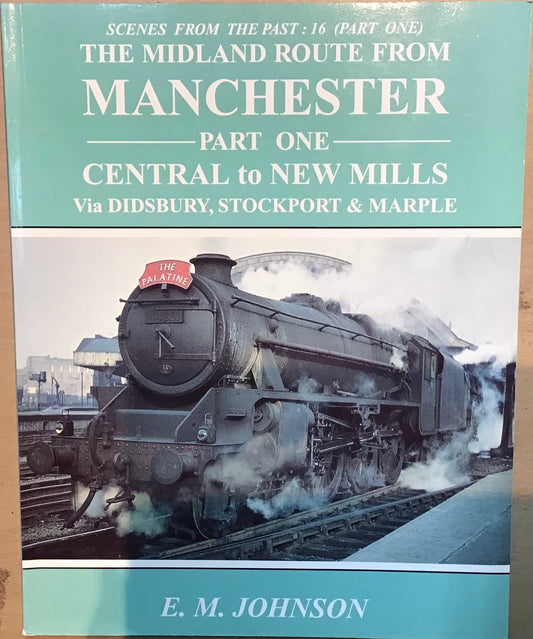 SCENES FROM THE PAST : 16 (PART ONE)
THE MIDLAND ROUTE FROM
MANCHESTER
PART ONE
CENTRAL to NEW MILLS
Via DIDSBURY, STOCKPORT & MARPLE
THE
PALATINE
E. M. JOHNSON